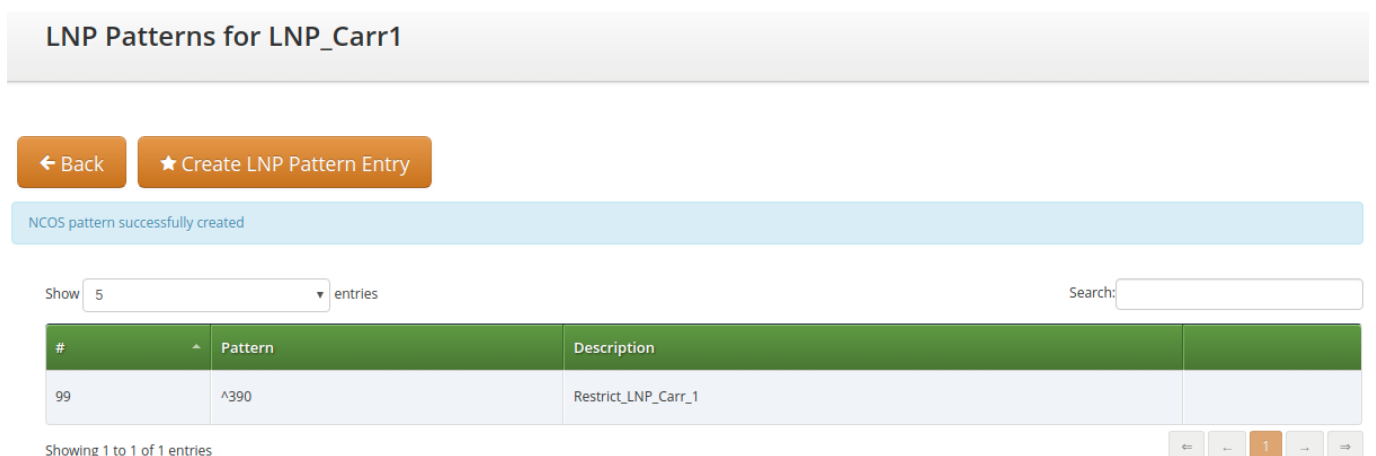 LNP Patterns for LNP_Carr1
Back Create LNP Pattern Entry
NCOS pattern successfully created
Show 5 entries Search:
# Pattern Description
99 ^390 Restrict_LNP_Carr_1
Showing 1 to 1 of 1 entries ⇐ ← 1 → ⇒